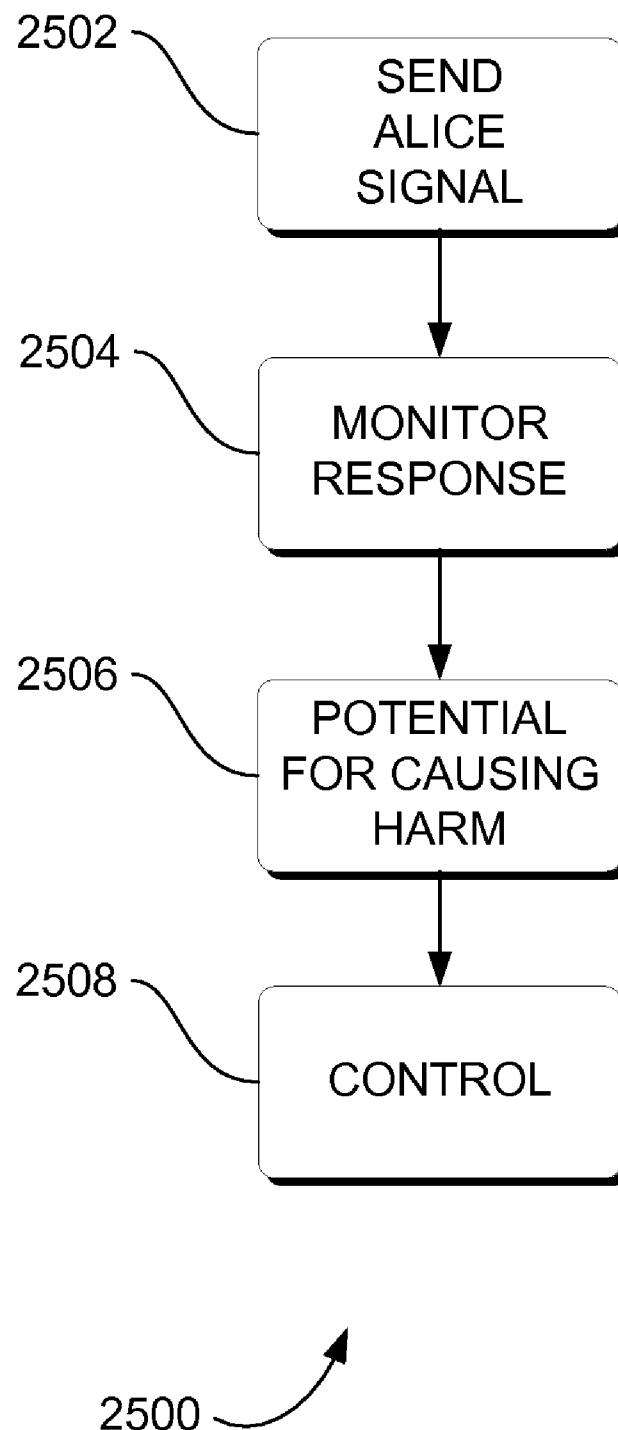 2502
SEND
ALICE
SIGNAL
2504
MONITOR
RESPONSE
2506
POTENTIAL
FOR CAUSING
HARM
2508
CONTROL
2500